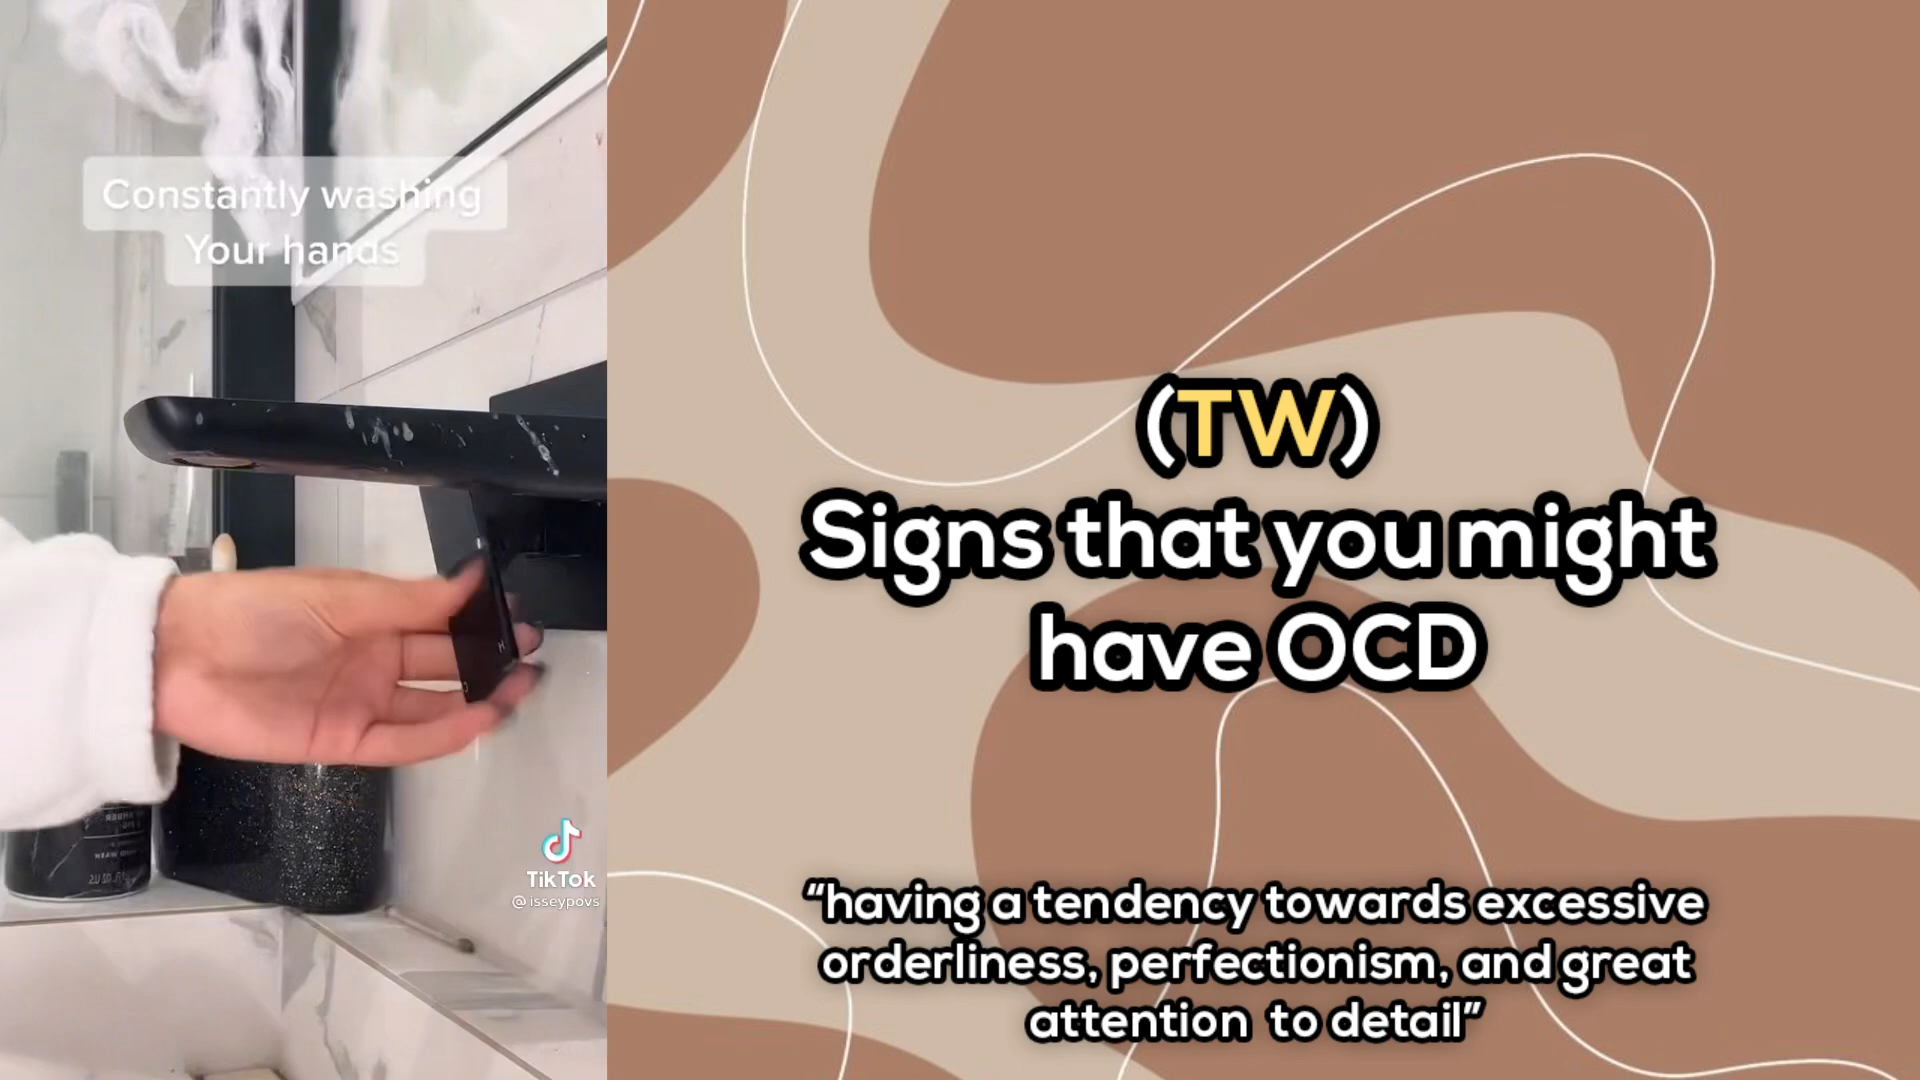 Constantly washing
Your hands
H
C
TikTok
@isseypovs
(TW)
Signs that you might
have OCD
“having a tendency towards excessive
orderliness, perfectionism, and great
attention to detail”